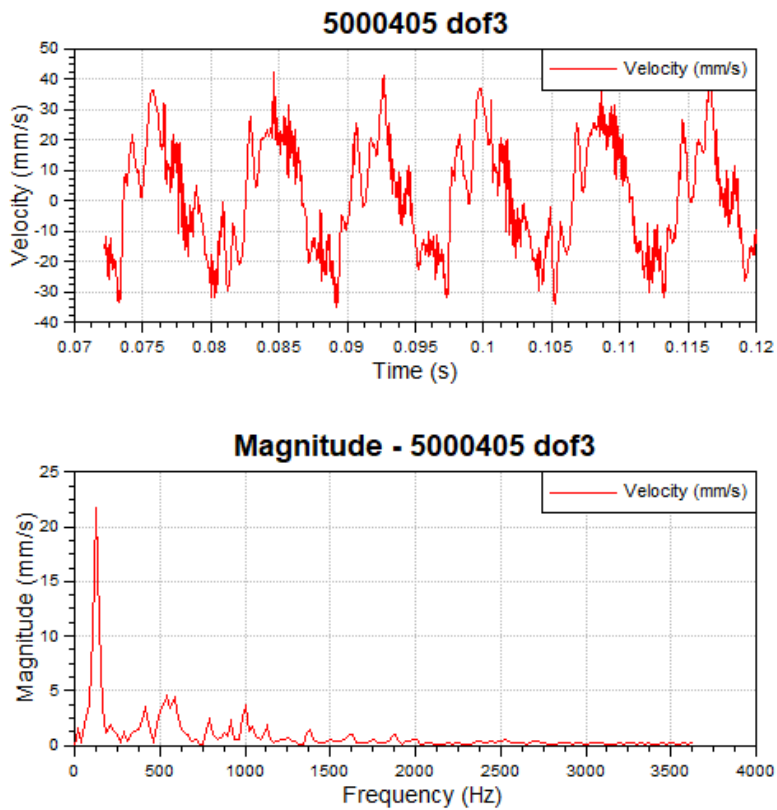 5000405 dof3
Velocity (mm/s)
50
40
30
20
10
0
-10
-20
-30
-40
Velocity (mm/s)
0.07 0.075 0.08 0.085 0.09 0.095 0.1 0.105 0.11 0.115 0.12
Time (s)
Magnitude - 5000405 dof3
Velocity (mm/s)
25
20
15
10
5
0
Magnitude (mm/s)
0 500 1000 1500 2000 2500 3000 3500 4000
Frequency (Hz)